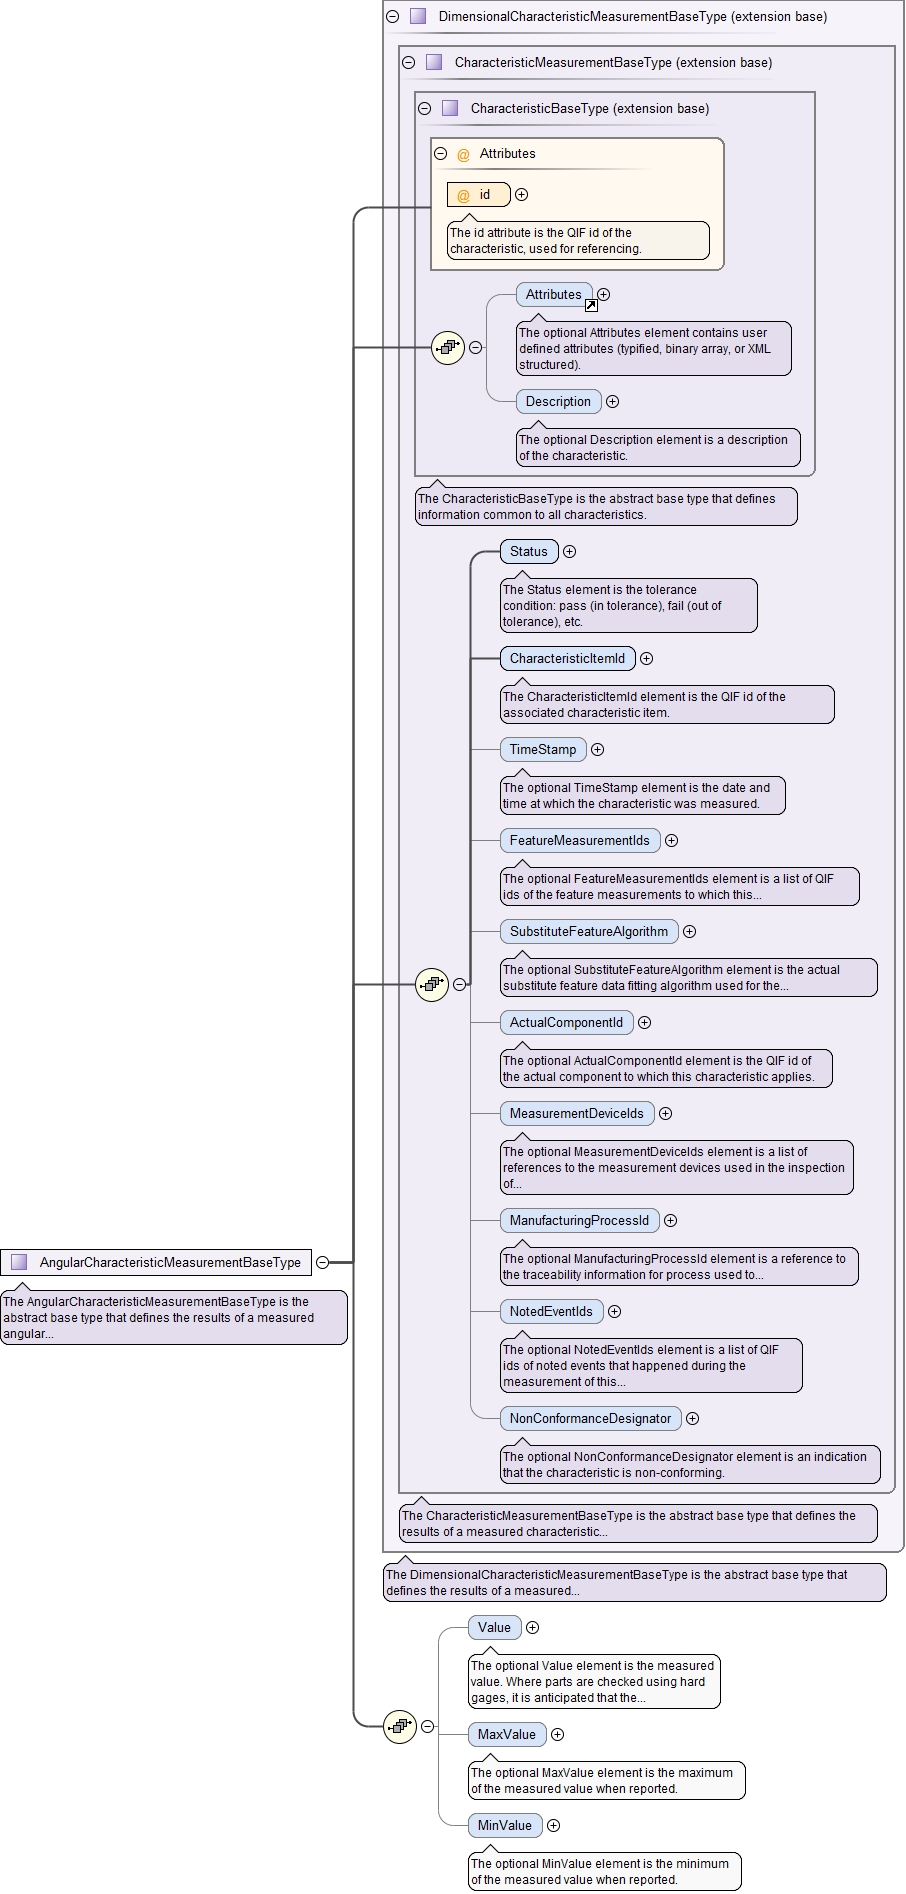 DimensionalCharacteristicMeasurementBaseType (extension base)
CharacteristicMeasurementBaseType (extension base)
CharacteristicBaseType (extension base)
@ Attributes
@ id
The id attribute is the QIF id of the
characteristic, used for referencing.
Attributes
The optional Attributes element contains user
defined attributes (typified, binary array, or XML
structured).
Description
The optional Description element is a description
of the characteristic.
The CharacteristicBaseType is the abstract base type that defines
information common to all characteristics.
Status
The Status element is the tolerance
condition: pass (in tolerance), fail (out of
tolerance), etc.
CharacteristicItemId
The CharacteristicItemId element is the QIF id of the
associated characteristic item.
TimeStamp
The optional TimeStamp element is the date and
time at which the characteristic was measured.
FeatureMeasurementIds
The optional FeatureMeasurementIds element is a list of QIF
ids of the feature measurements to which this...
SubstituteFeatureAlgorithm
The optional SubstituteFeatureAlgorithm element is the actual
substitute feature data fitting algorithm used for the...
ActualComponentId
The optional ActualComponentId element is the QIF id of
the actual component to which this characteristic applies.
MeasurementDeviceIds
The optional MeasurementDeviceIds element is a list of
references to the measurement devices used in the inspection
of...
ManufacturingProcessId
The optional ManufacturingProcessId element is a reference to
the traceability information for process used to...
AngularCharacteristicMeasurementBaseType
The AngularCharacteristicMeasurementBaseType is the
abstract base type that defines the results of a measured
angular...
NotedEventIds
The optional NotedEventIds element is a list of QIF
ids of noted events that happened during the
measurement of this...
NonConformanceDesignator
The optional NonConformanceDesignator element is an indication
that the characteristic is non-conforming.
The CharacteristicMeasurementBaseType is the abstract base type that defines the
results of a measured characteristic...
The DimensionalCharacteristicMeasurementBaseType is the abstract base type that
defines the results of a measured...
Value
The optional Value element is the measured
value. Where parts are checked using hard
gages, it is anticipated that the...
MaxValue
The optional MaxValue element is the maximum
of the measured value when reported.
MinValue
The optional MinValue element is the minimum
of the measured value when reported.